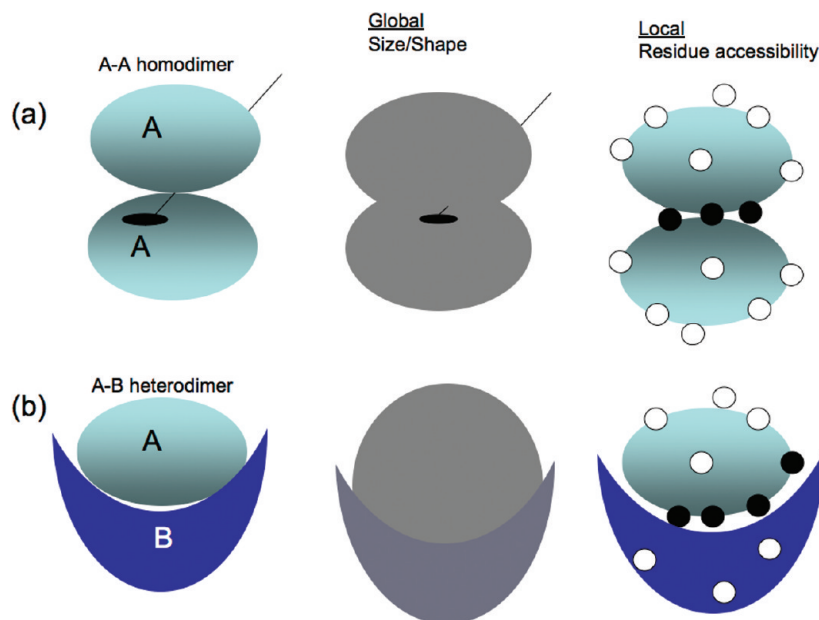 Global
Size/Shape
Local
Residue accessibility
A-A homodimer
(a)
A
A
A-B heterodimer
(b)
A
B